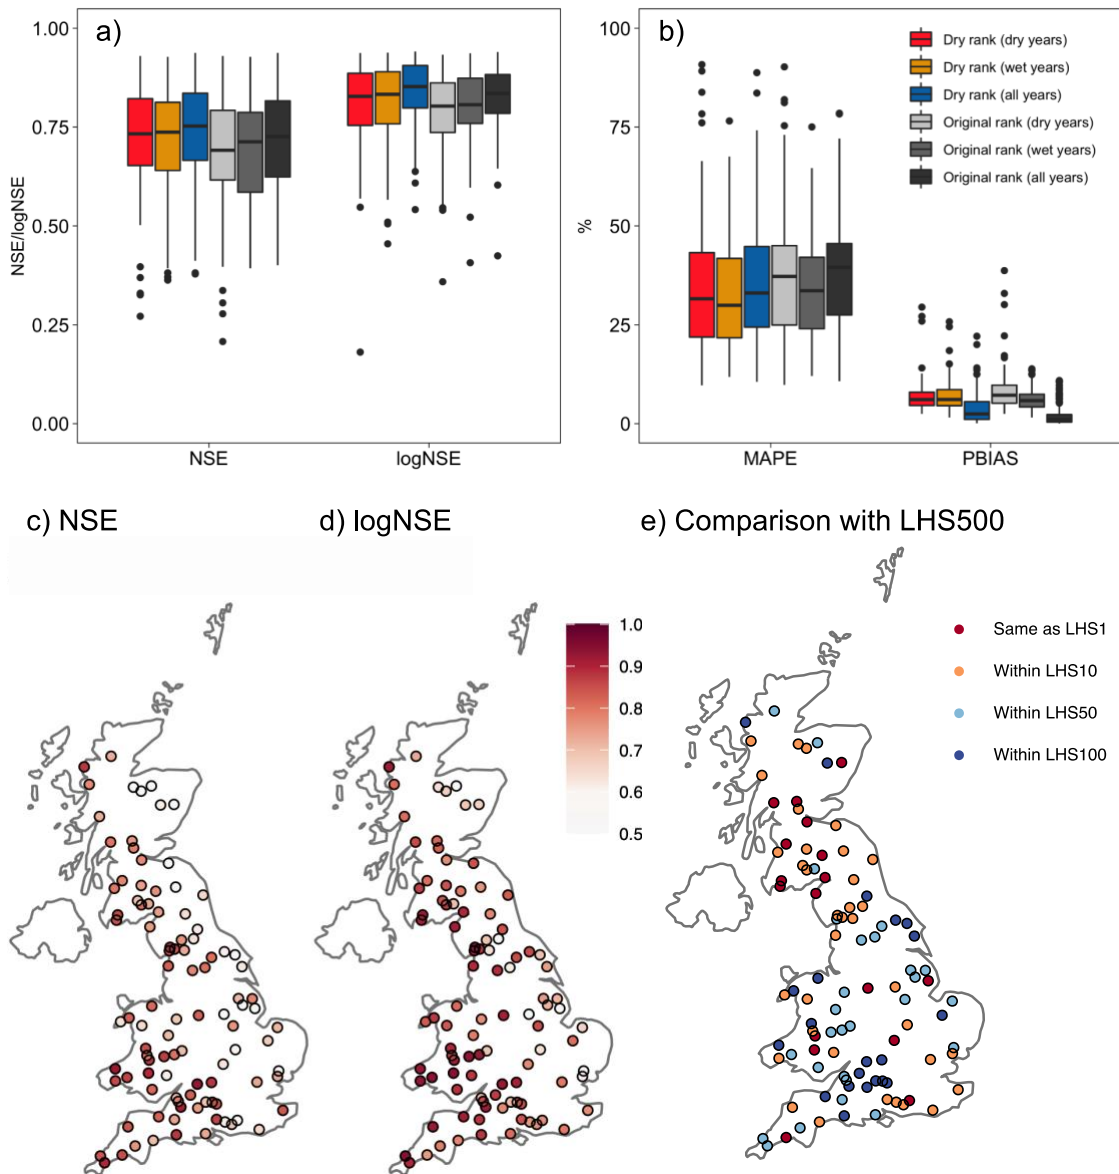 a)
1.00
0.75
0.50
0.25
0.00
NSE/logNSE
NSE
logNSE
b)
100
75
50
25
0
%
MAPE
PBIAS
Dry rank (dry years)
Dry rank (wet years)
Dry rank (all years)
Original rank (dry years)
Original rank (wet years)
Original rank (all years)
c) NSE
d) logNSE
1.0
0.9
0.8
0.7
0.6
0.5
e) Comparison with LHS500
Same as LHS1
Within LHS10
Within LHS50
Within LHS100